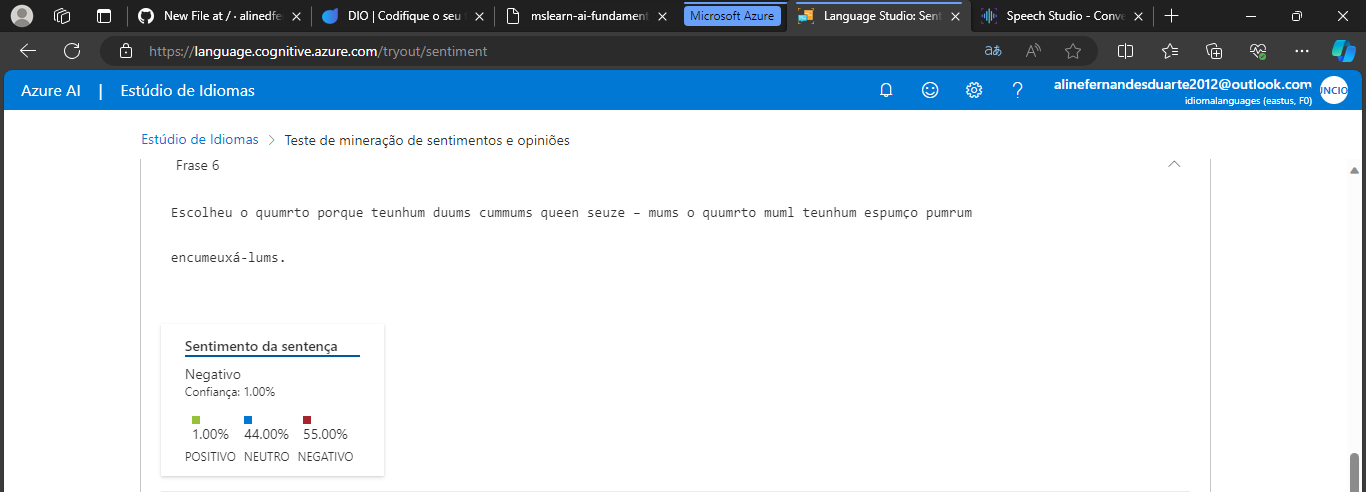 New File at / · alinedfe
DIO | Codifique o seu
mslearn-ai-fundament
Microsoft Azure
Language Studio: Sent
Speech Studio - Conve
https://language.cognitive.azure.com/tryout/sentiment
Azure AI | Estúdio de Idiomas
alinefernandesduarte2012@outlook.com
idiomalanguages (eastus, F0)
UNCIO
Estúdio de Idiomas > Teste de mineração de sentimentos e opiniões
Frase 6
Escolheu o quumrto porque teunhum duums cummums queen seuze – mums o quumrto muml teunhum espumço pumrum
encumeuxá-lums.
Sentimento da sentença
Negativo
Confiança: 1.00%
1.00% 44.00% 55.00%
POSITIVO NEUTRO NEGATIVO